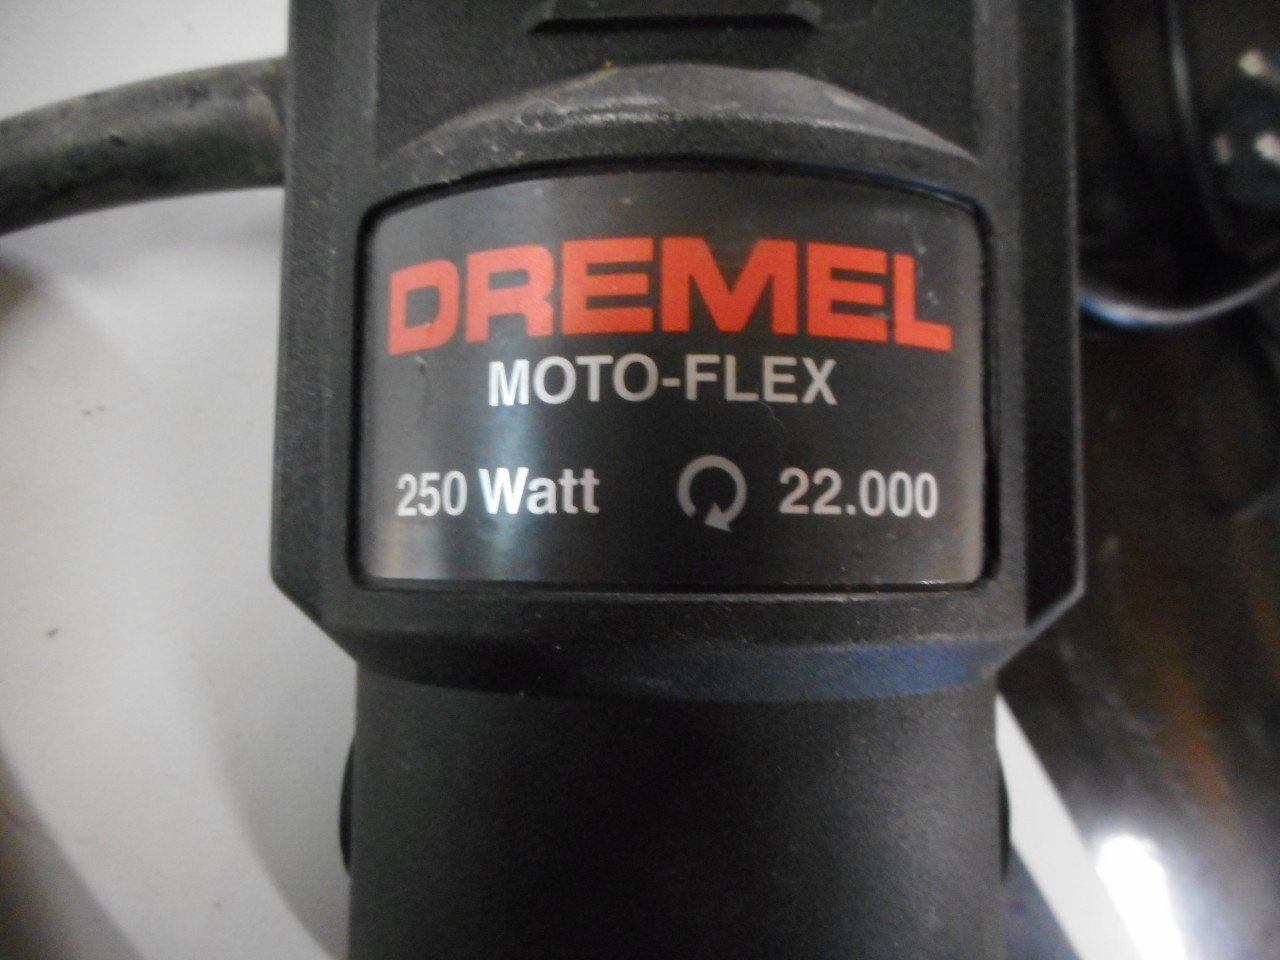 DREMEL
MOTO-FLEX
250 Watt 22.000